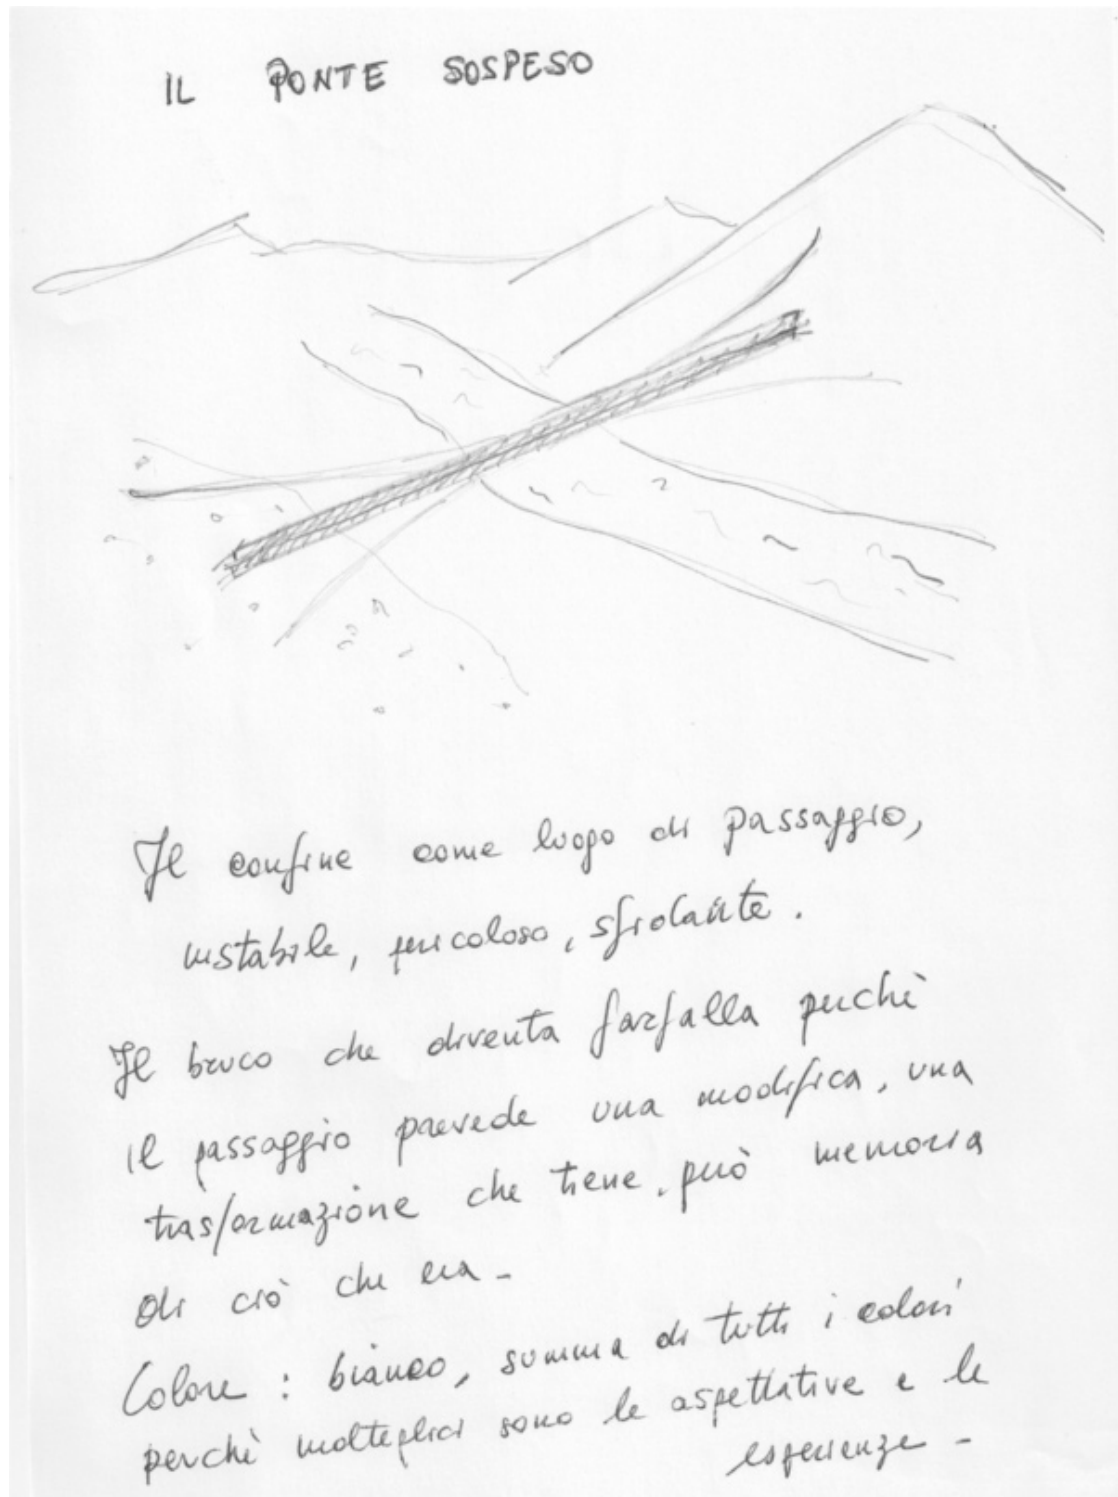 IL PONTE SOSPESO
Il confine come luogo di passaggio,
instabile, pericoloso, sfidante.
Il bruco che diventa farfalla perchè
il passaggio prevede una modifica, una
trasformazione che tiene, però memoria
di ciò che era -
Colore : bianco, summa di tutti i colori
perchè molteplici sono le aspettative e le
esperienze -